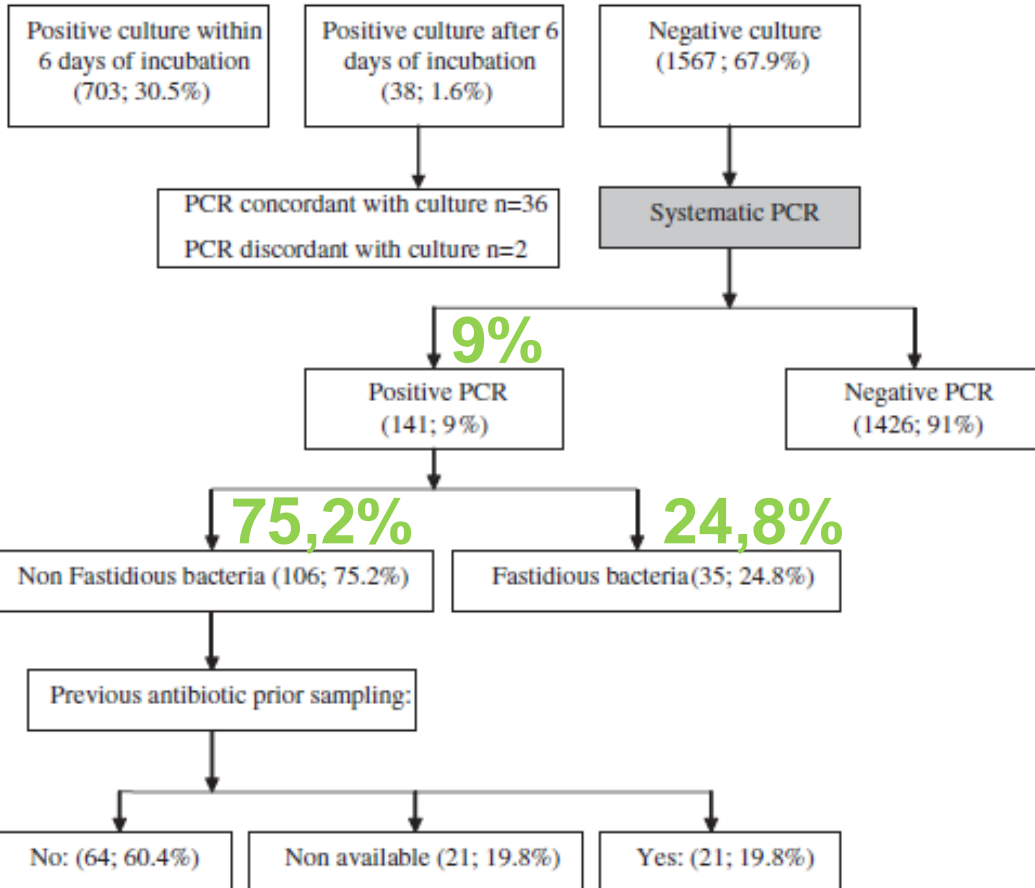 Positive culture within
6 days of incubation
(703; 30.5%)
Positive culture after 6
days of incubation
(38; 1.6%)
Negative culture
(1567; 67.9%)
PCR concordant with culture n=36
PCR discordant with culture n=2
Systematic PCR
9%
Positive PCR
(141; 9%)
Negative PCR
(1426; 91%)
75,2%
24,8%
Non Fastidious bacteria (106; 75.2%)
Fastidious bacteria(35; 24.8%)
Previous antibiotic prior sampling:
No: (64; 60.4%)
Non available (21; 19.8%)
Yes: (21; 19.8%)